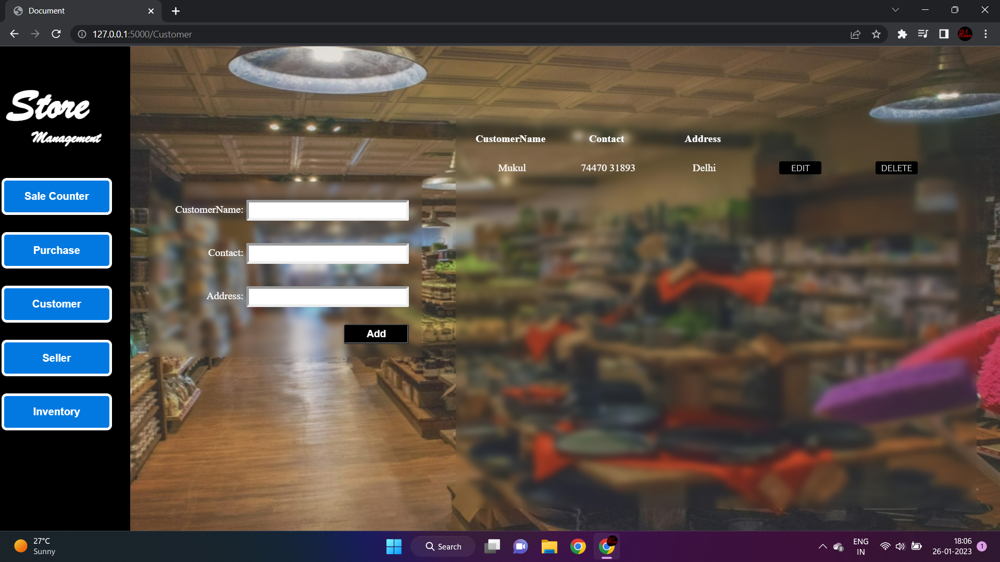 Document
127.0.0.1:5000/Customer
Store
Management
Sale Counter
Purchase
Customer
Seller
Inventory
CustomerName:
Contact:
Address:
Add
CustomerName Contact Address
Mukul 74470 31893 Delhi EDIT DELETE
27°C
Sunny
Search
ENG
IN
18:06
26-01-2023
1